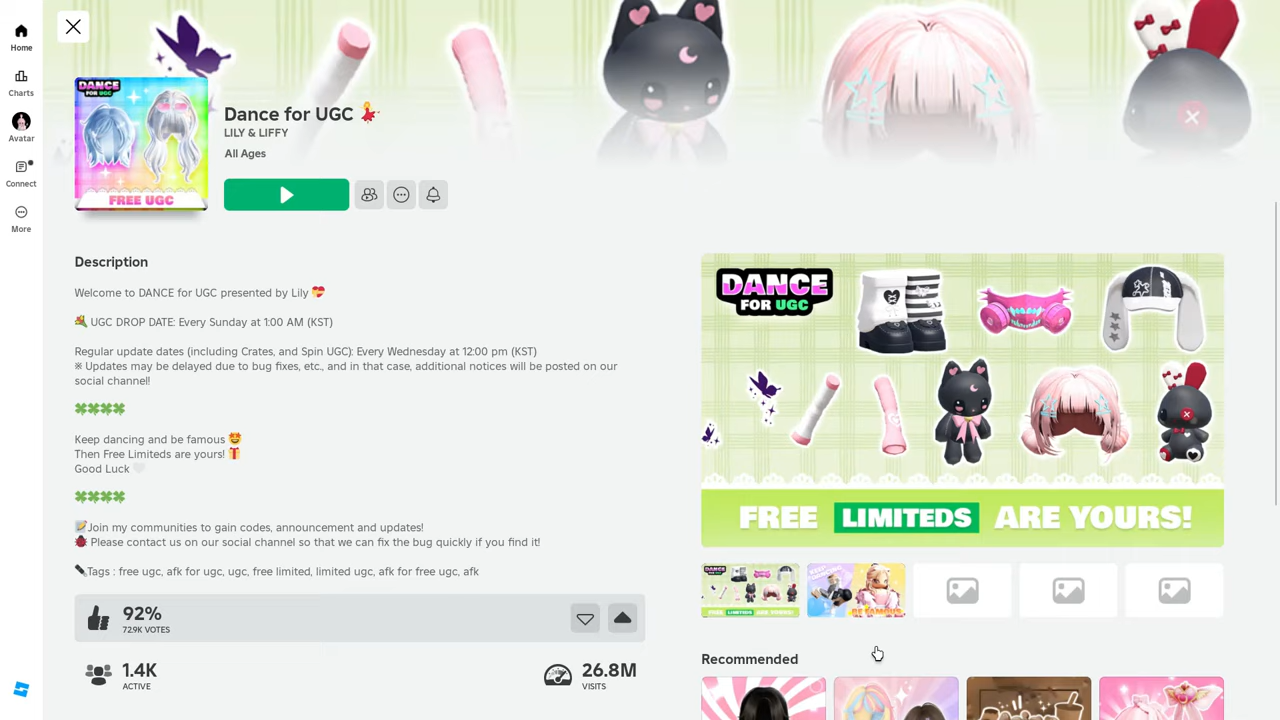 Home
Charts
Avatar
Connect
More
DANCE
FOR UGC
FREE UGC
Dance for UGC 💃
LILY & LIFFY
All Ages
Description
Welcome to DANCE for UGC presented by Lily 💝
💐 UGC DROP DATE: Every Sunday at 1:00 AM (KST)
Regular update dates (including Crates, and Spin UGC): Every Wednesday at 12:00 pm (KST)
※ Updates may be delayed due to bug fixes, etc., and in that case, additional notices will be posted on our
social channel!
🍀🍀🍀🍀
Keep dancing and be famous 🤩
Then Free Limiteds are yours! 🎁
Good Luck 🤍
🍀🍀🍀🍀
📝Join my communities to gain codes, announcement and updates!
🐞 Please contact us on our social channel so that we can fix the bug quickly if you find it!
✒️Tags : free ugc, afk for ugc, ugc, free limited, limited ugc, afk for free ugc, afk
92%
72.9K VOTES
1.4K
ACTIVE
26.8M
VISITS
DANCE
FOR UGC
FREE LIMITEDS ARE YOURS!
Recommended